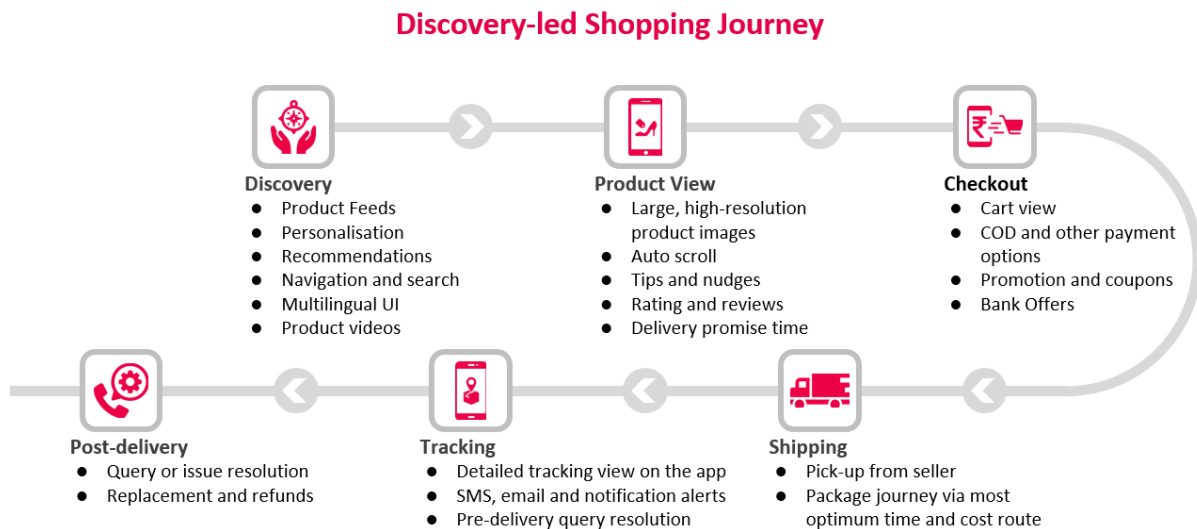 Discovery-led Shopping Journey
Discovery
● Product Feeds
● Personalisation
● Recommendations
● Navigation and search
● Multilingual UI
● Product videos
Product View
● Large, high-resolution
product images
● Auto scroll
● Tips and nudges
● Rating and reviews
● Delivery promise time
₹
Checkout
● Cart view
● COD and other payment
options
● Promotion and coupons
● Bank Offers
Shipping
● Pick-up from seller
● Package journey via most
optimum time and cost route
Tracking
● Detailed tracking view on the app
● SMS, email and notification alerts
● Pre-delivery query resolution
Post-delivery
● Query or issue resolution
● Replacement and refunds